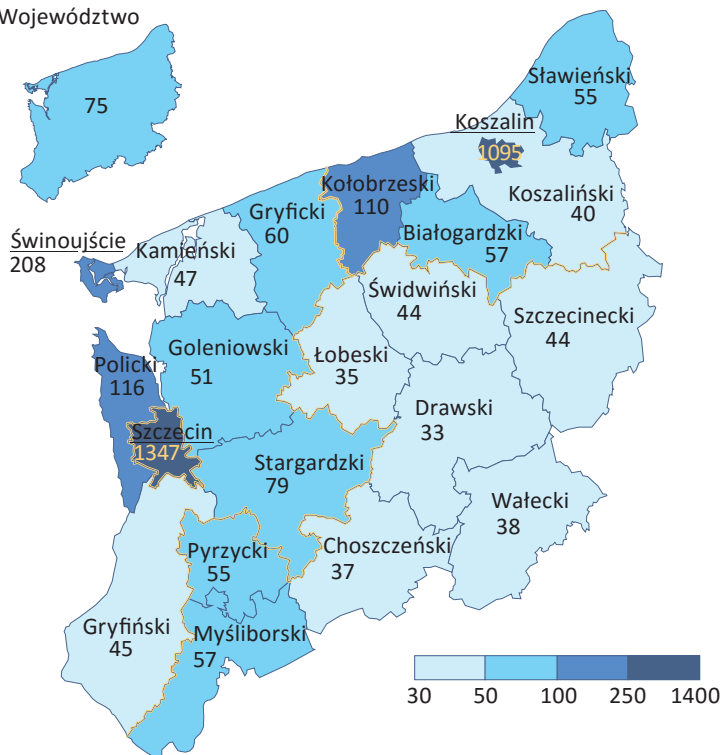 Województwo
75
Sławieński
55
Koszalin
1095
Kołobrzeski
110
Koszaliński
40
Gryficki
60
Białogardzki
57
Świnoujście
208
Kamieński
47
Świdwiński
44
Szczecinecki
44
Goleniowski
51
Łobeski
35
Policki
116
Drawski
33
Szczecin
1347
Stargardzki
79
Wałecki
38
Choszczeński
37
Pyrzycki
55
Gryfiński
45
Myśliborski
57
30 50 100 250 1400